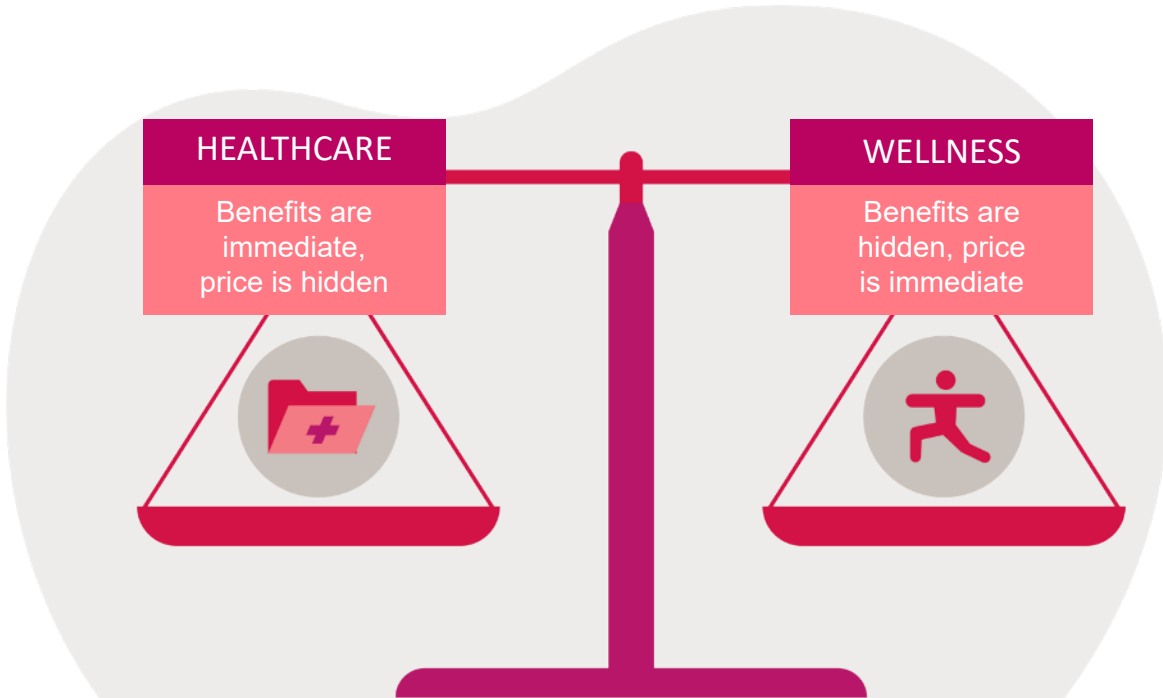 HEALTHCARE
Benefits are
immediate,
price is hidden
WELLNESS
Benefits are
hidden, price
is immediate